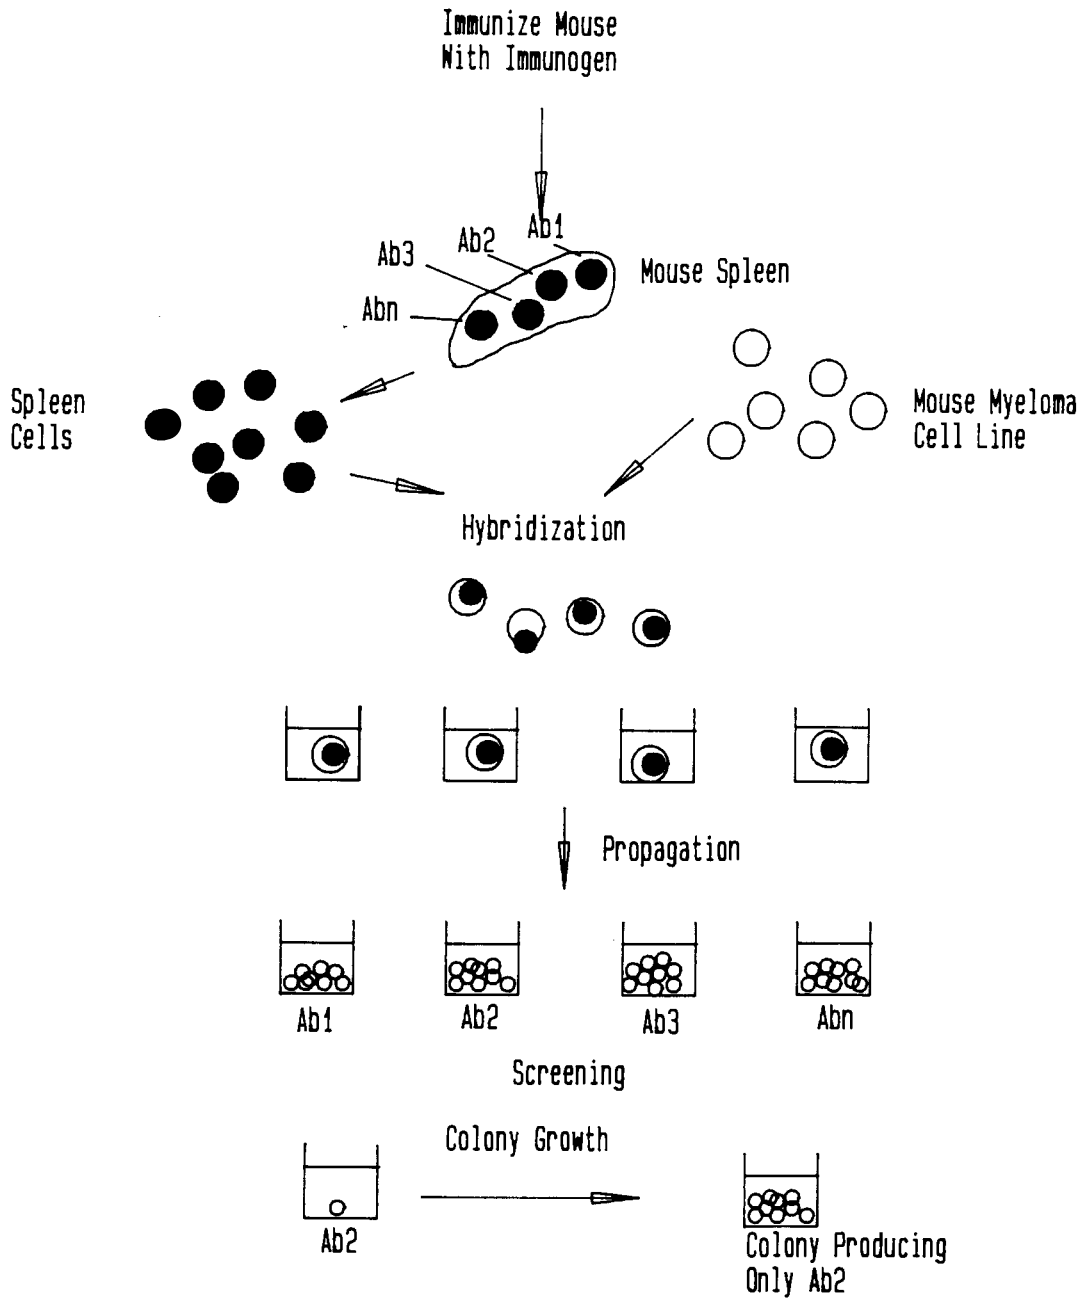 Immunize Mouse
With Immunogen
Ab1
Ab2
Ab3
Abn
Mouse Spleen
Spleen
Cells
Mouse Myeloma
Cell Line
Hybridization
Propagation
Ab1
Ab2
Ab3
Abn
Screening
Colony Growth
Ab2
Colony Producing
Only Ab2